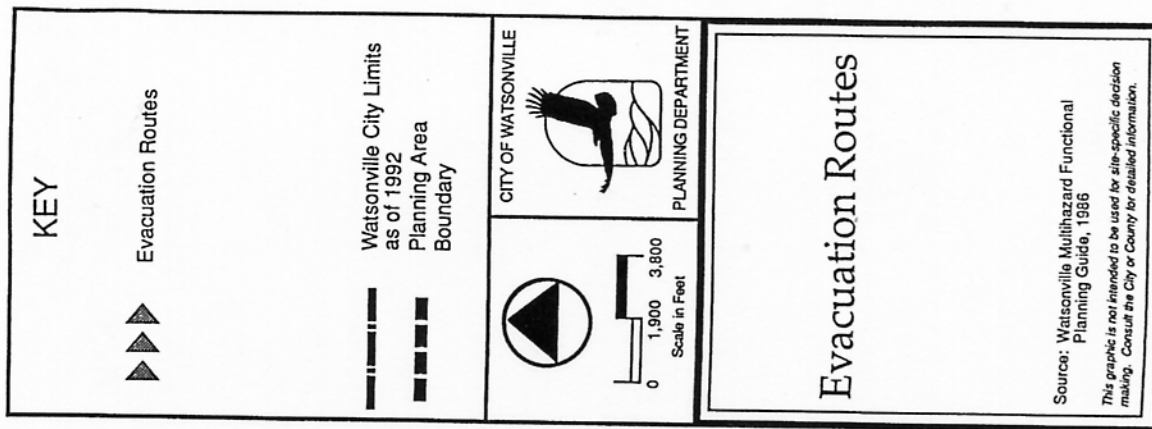 KEY
Evacuation Routes
Watsonville City Limits
as of 1992
Planning Area
Boundary
0 1,900 3,800
Scale in Feet
CITY OF WATSONVILLE
PLANNING DEPARTMENT
Evacuation Routes
Source: Watsonville Multihazard Functional
Planning Guide, 1986
This graphic is not intended to be used for site-specific decision
making. Consult the City or County for detailed information.